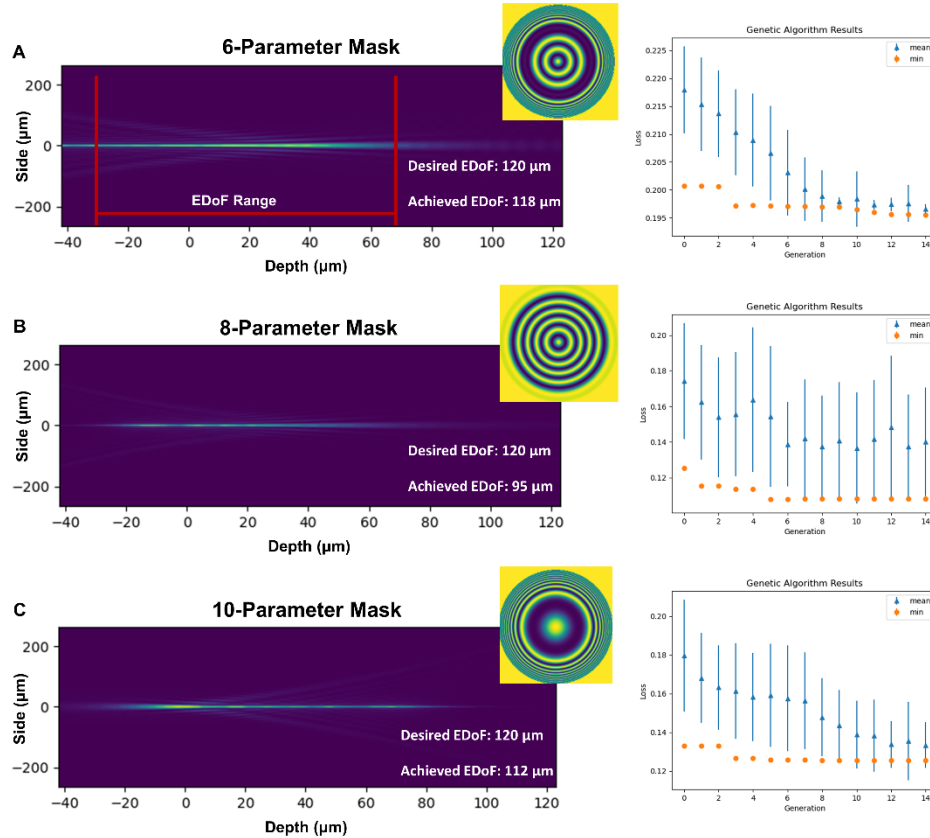 A
6-Parameter Mask
200
0
−200
Side (µm)
EDoF Range
Desired EDoF: 120 µm
Achieved EDoF: 118 µm
−40 −20 0 20 40 60 80 100 120
Depth (µm)
Genetic Algorithm Results
mean
min
0.225
0.220
0.215
0.210
0.205
0.200
0.195
Loss
0 2 4 6 8 10 12 14
Generation
B
8-Parameter Mask
200
0
−200
Side (µm)
Desired EDoF: 120 µm
Achieved EDoF: 95 µm
−40 −20 0 20 40 60 80 100 120
Depth (µm)
Genetic Algorithm Results
mean
min
0.20
0.18
0.16
0.14
0.12
Loss
0 2 4 6 8 10 12 14
Generation
C
10-Parameter Mask
200
0
−200
Side (µm)
Desired EDoF: 120 µm
Achieved EDoF: 112 µm
−40 −20 0 20 40 60 80 100 120
Depth (µm)
Genetic Algorithm Results
mean
min
0.20
0.18
0.16
0.14
0.12
Loss
0 2 4 6 8 10 12 14
Generation